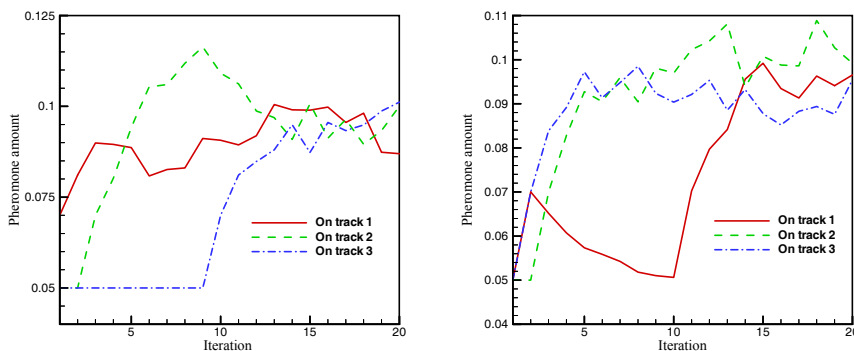 0.125
0.1
0.075
0.05
Pheromone amount
On track 1
On track 2
On track 3
5
10
15
20
Iteration
0.11
0.1
0.09
0.08
0.07
0.06
0.05
0.04
Pheromone amount
On track 1
On track 2
On track 3
5
10
15
20
Iteration